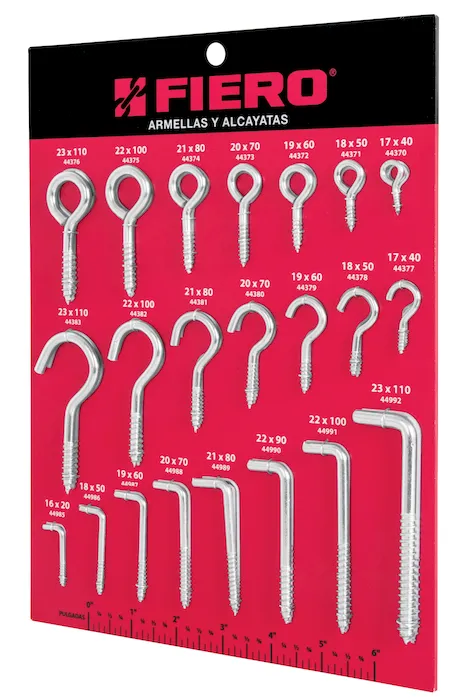 FIERO®
ARMELLAS Y ALCAYATAS
23 x 110
44376
22 x 100
44375
21 x 80
44374
20 x 70
44373
19 x 60
44372
18 x 50
44371
17 x 40
44370
23 x 110
44383
22 x 100
44382
21 x 80
44381
20 x 70
44380
19 x 60
44379
18 x 50
44378
17 x 40
44377
16 x 20
44985
18 x 50
44986
19 x 60
44987
20 x 70
44988
21 x 80
44989
22 x 90
44990
22 x 100
44991
23 x 110
44992
PULGADAS
0" 1" 2" 3" 4" 5" 6"